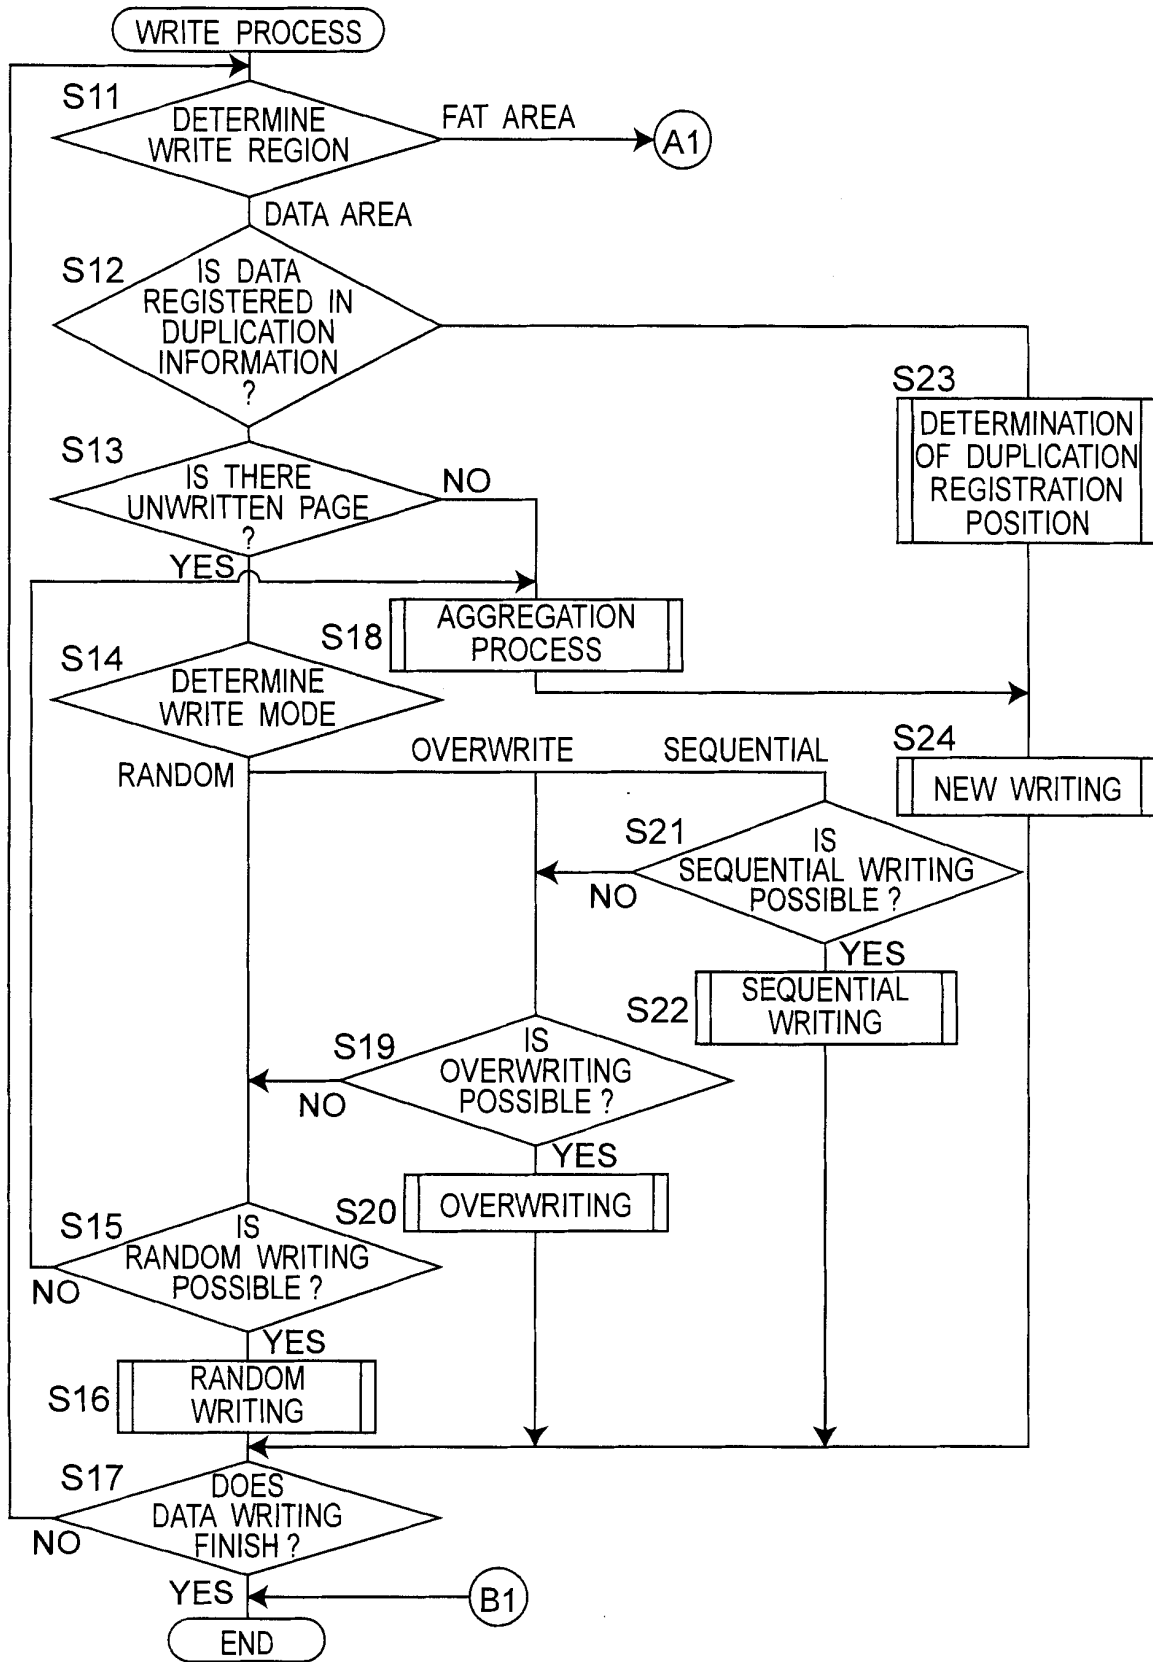 WRITE PROCESS
S11
DETERMINE
WRITE REGION
FAT AREA
A1
DATA AREA
S12
IS DATA
REGISTERED IN
DUPLICATION
INFORMATION
?
S23
DETERMINATION
OF DUPLICATION
REGISTRATION
POSITION
S13
IS THERE
UNWRITTEN PAGE
?
NO
YES
S18
AGGREGATION
PROCESS
S14
DETERMINE
WRITE MODE
RANDOM
OVERWRITE
SEQUENTIAL
S24
NEW WRITING
S21
IS
SEQUENTIAL WRITING
POSSIBLE ?
NO
YES
S22
SEQUENTIAL
WRITING
S19
IS
OVERWRITING
POSSIBLE ?
NO
YES
S20
OVERWRITING
S15
IS
RANDOM WRITING
POSSIBLE ?
NO
YES
S16
RANDOM
WRITING
S17
DOES
DATA WRITING
FINISH ?
NO
YES
B1
END